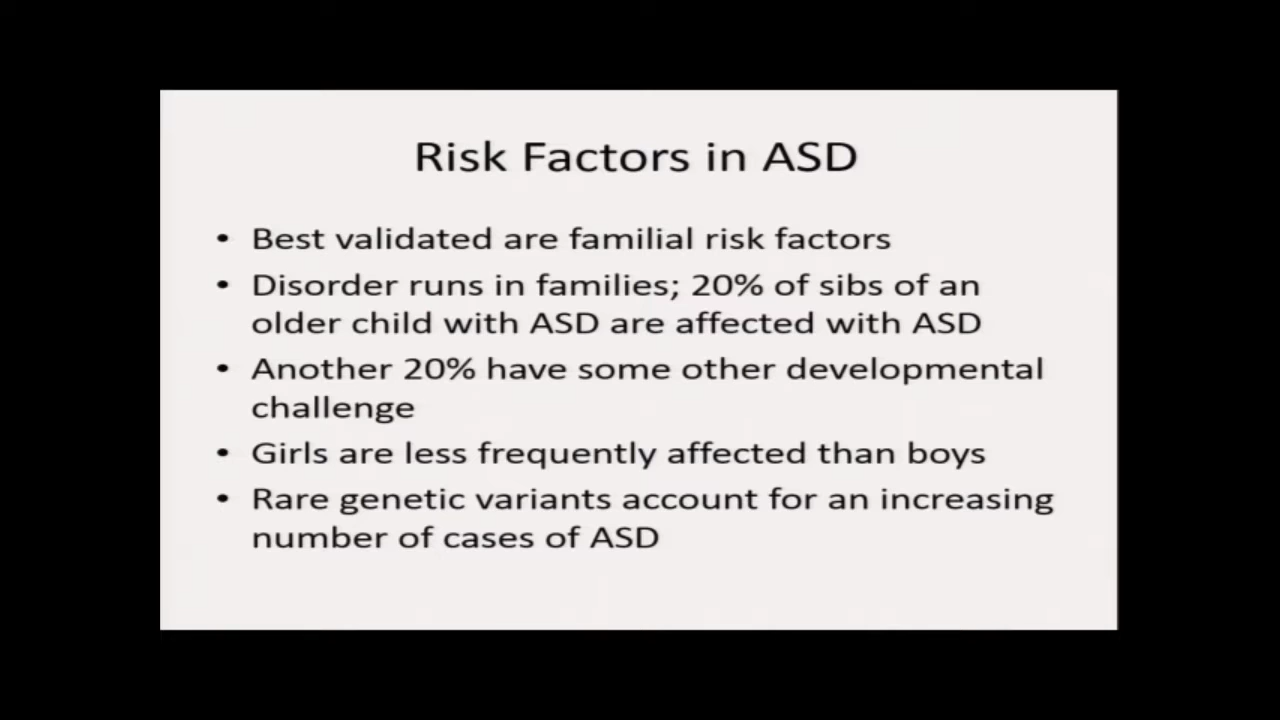 Risk Factors in ASD
• Best validated are familial risk factors
• Disorder runs in families; 20% of sibs of an
older child with ASD are affected with ASD
• Another 20% have some other developmental
challenge
• Girls are less frequently affected than boys
• Rare genetic variants account for an increasing
number of cases of ASD